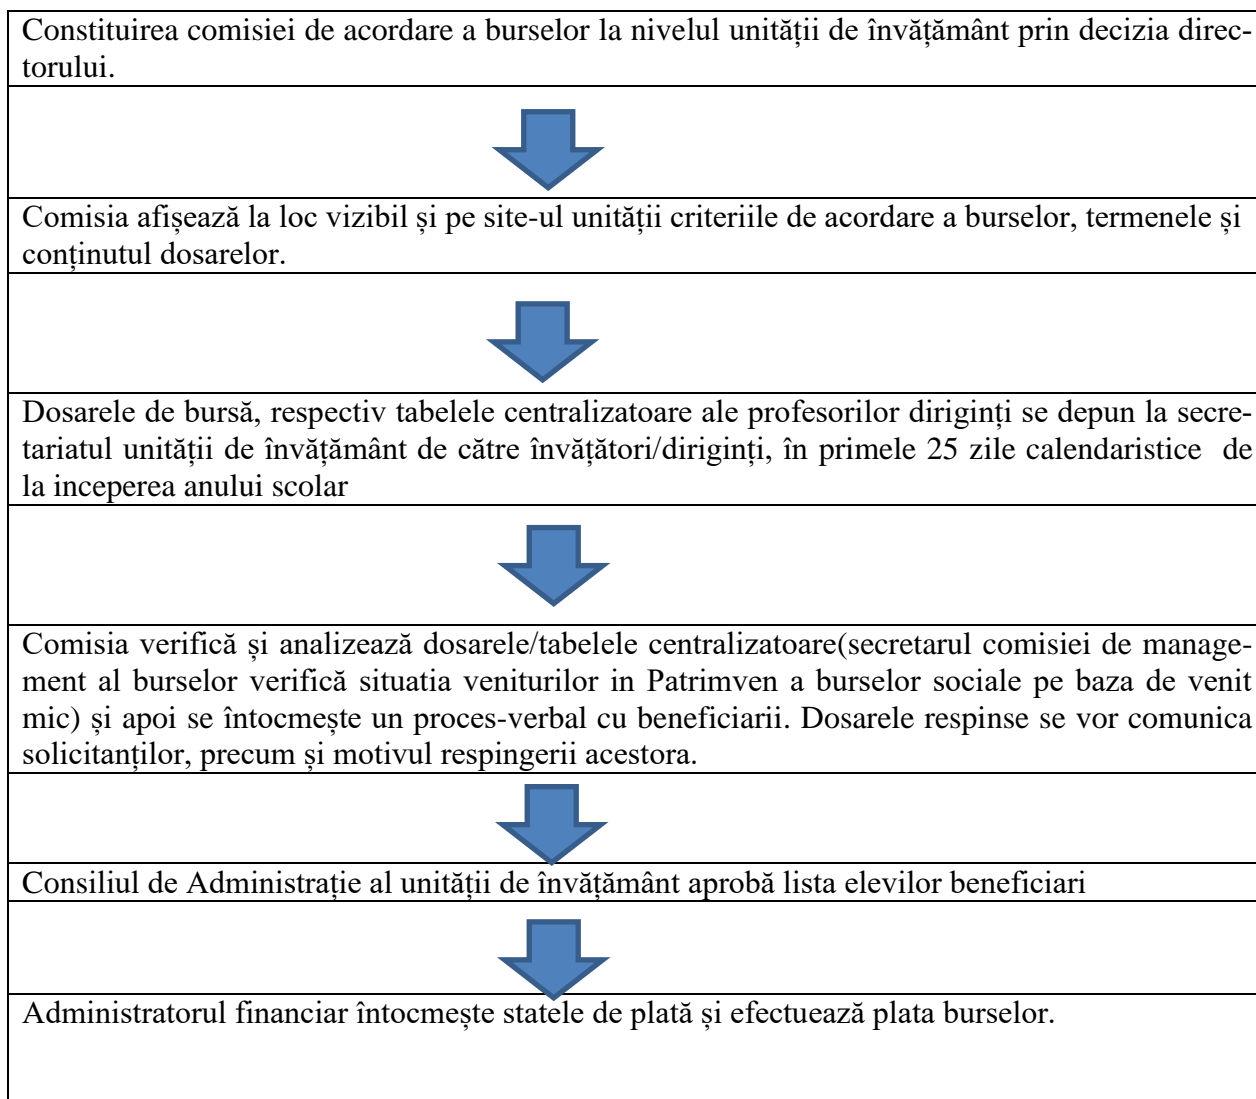 Constituirea comisiei de acordare a burselor la nivelul unității de învățământ prin decizia direc-
torului.
Comisia afișează la loc vizibil și pe site-ul unității criteriile de acordare a burselor, termenele și
conținutul dosarelor.
Dosarele de bursă, respectiv tabelele centralizatoare ale profesorilor diriginți se depun la secre-
tariatul unității de învățământ de către învățători/diriginți, în primele 25 zile calendaristice de
la inceperea anului scolar
Comisia verifică și analizează dosarele/tabelele centralizatoare(secretarul comisiei de manage-
ment al burselor verifică situatia veniturilor in Patrimven a burselor sociale pe baza de venit
mic) și apoi se întocmește un proces-verbal cu beneficiarii. Dosarele respinse se vor comunica
solicitanților, precum și motivul respingerii acestora.
Consiliul de Administrație al unității de învățământ aprobă lista elevilor beneficiari
Administratorul financiar întocmește statele de plată și efectuează plata burselor.